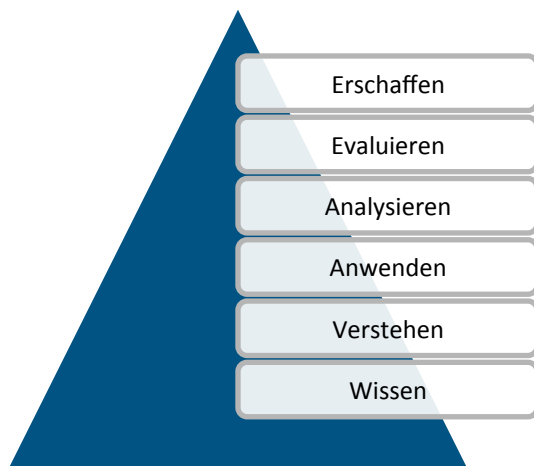 Erschaffen
Evaluieren
Analysieren
Anwenden
Verstehen
Wissen